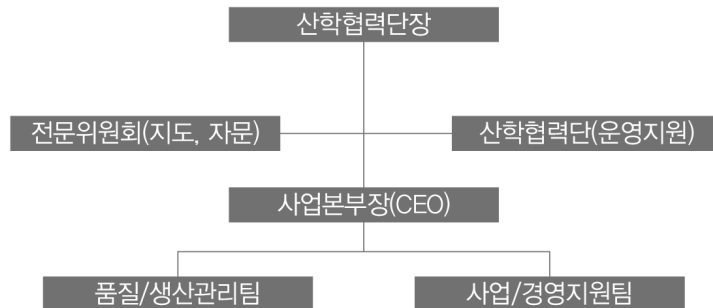 산학협력단장
전문위원회(지도, 자문)
산학협력단(운영지원)
사업본부장(CEO)
품질/생산관리팀
사업/경영지원팀